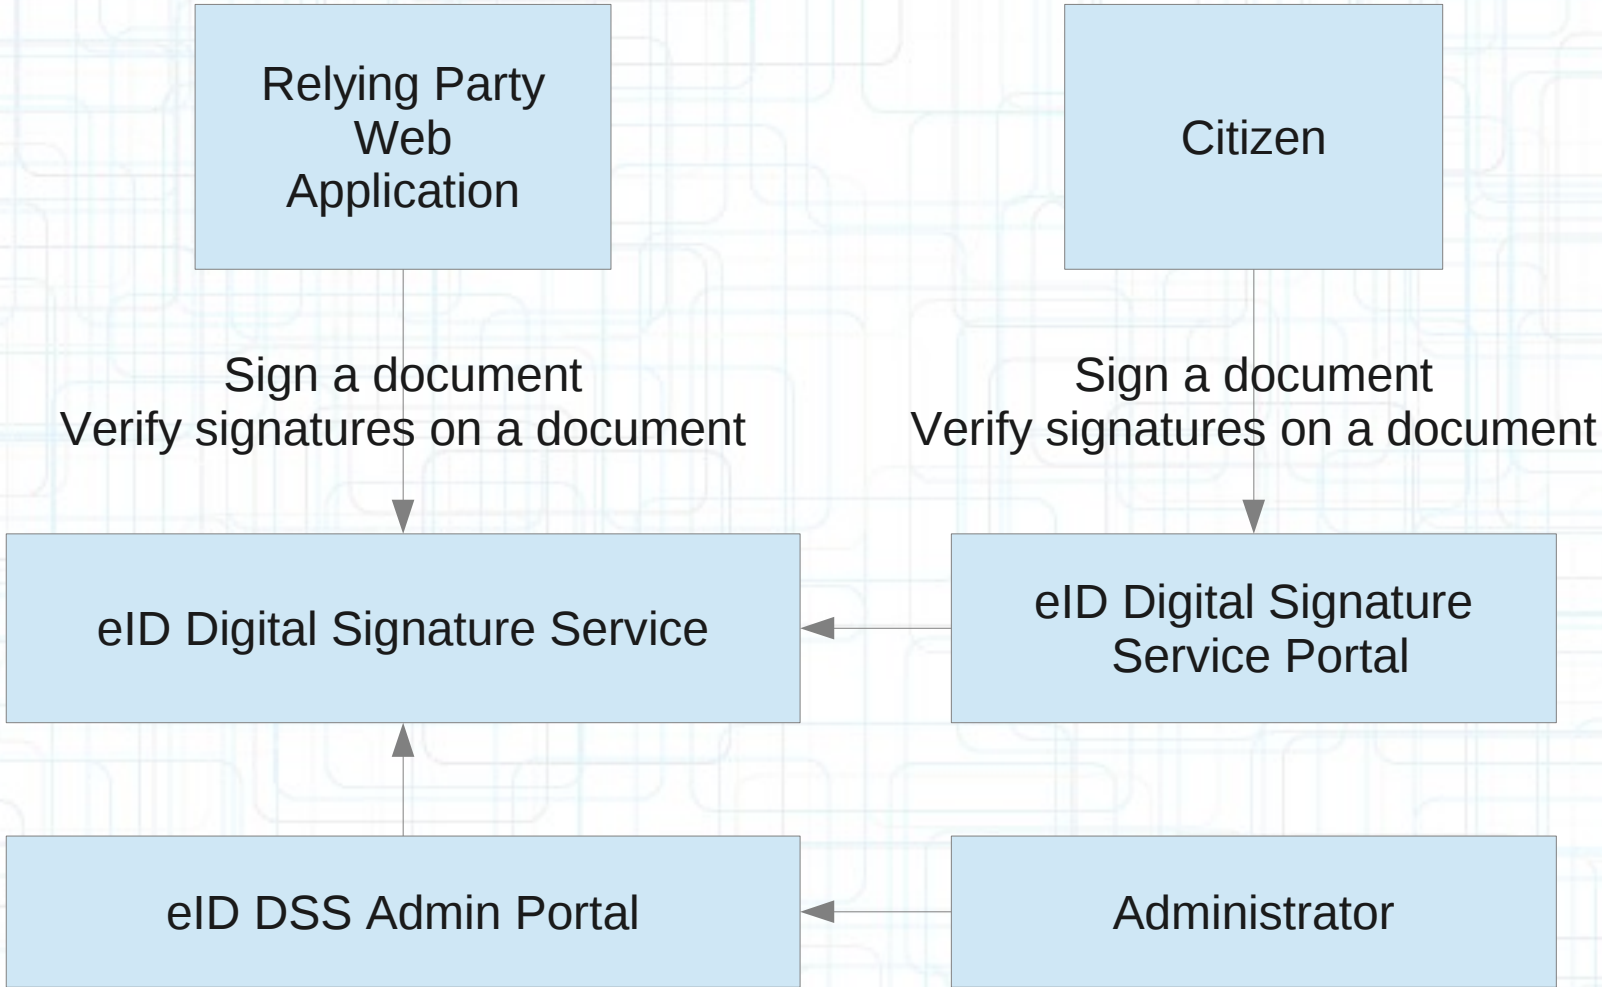 Relying Party
Web
Application
Citizen
Sign a document
Verify signatures on a document
Sign a document
Verify signatures on a document
eID Digital Signature Service
eID Digital Signature
Service Portal
eID DSS Admin Portal
Administrator